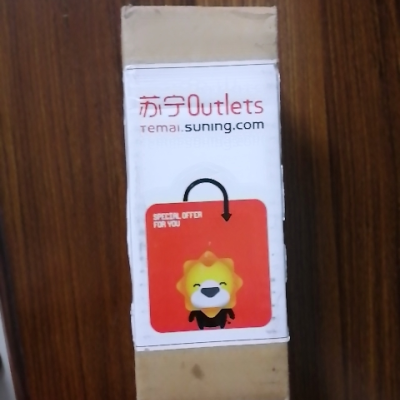 苏宁Outlets
Temai.suning.com
SPECIAL OFFER
FOR YOU